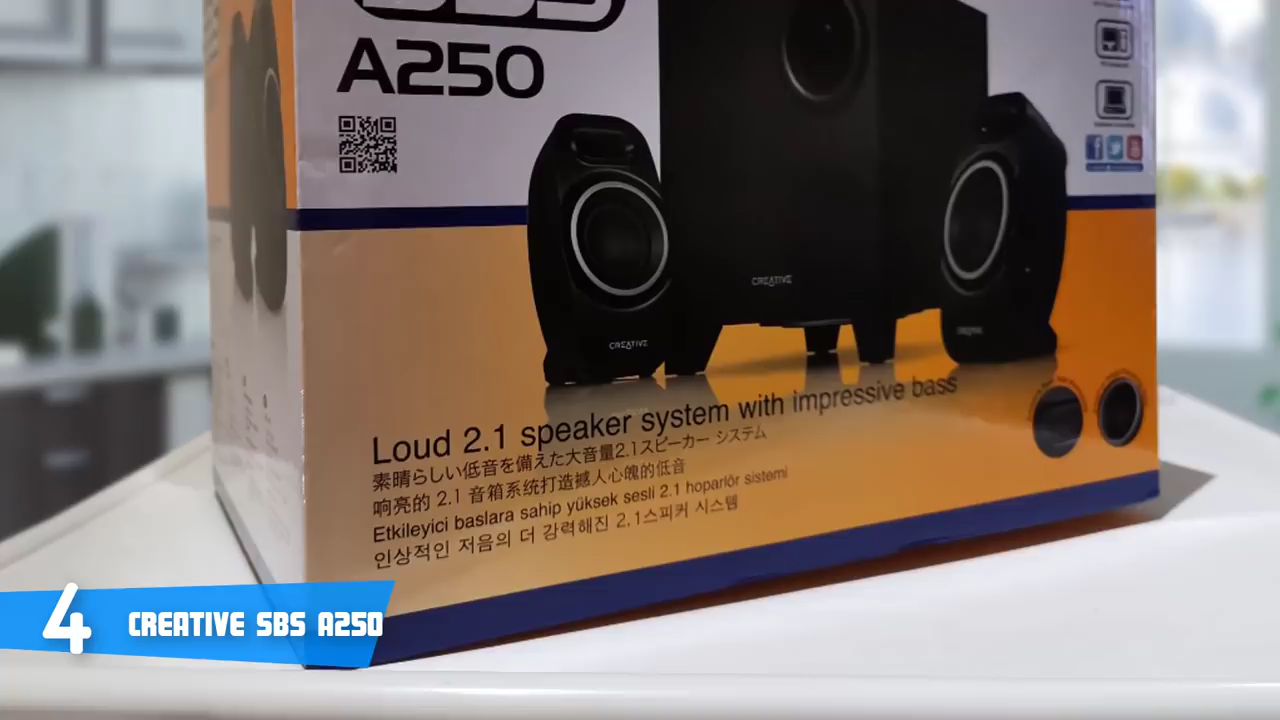 SBS
A250
CREATIVE
CREATIVE
CREATIVE
Loud 2.1 speaker system with impressive bass
素晴らしい低音を備えた大音量2.1スピーカー システム
响亮的 2.1 音箱系统打造撼人心魄的低音
Etkileyici baslara sahip yüksek sesli 2.1 hoparlör sistemi
인상적인 저음의 더 강력해진 2.1스피커 시스템
4 CREATIVE SBS A250